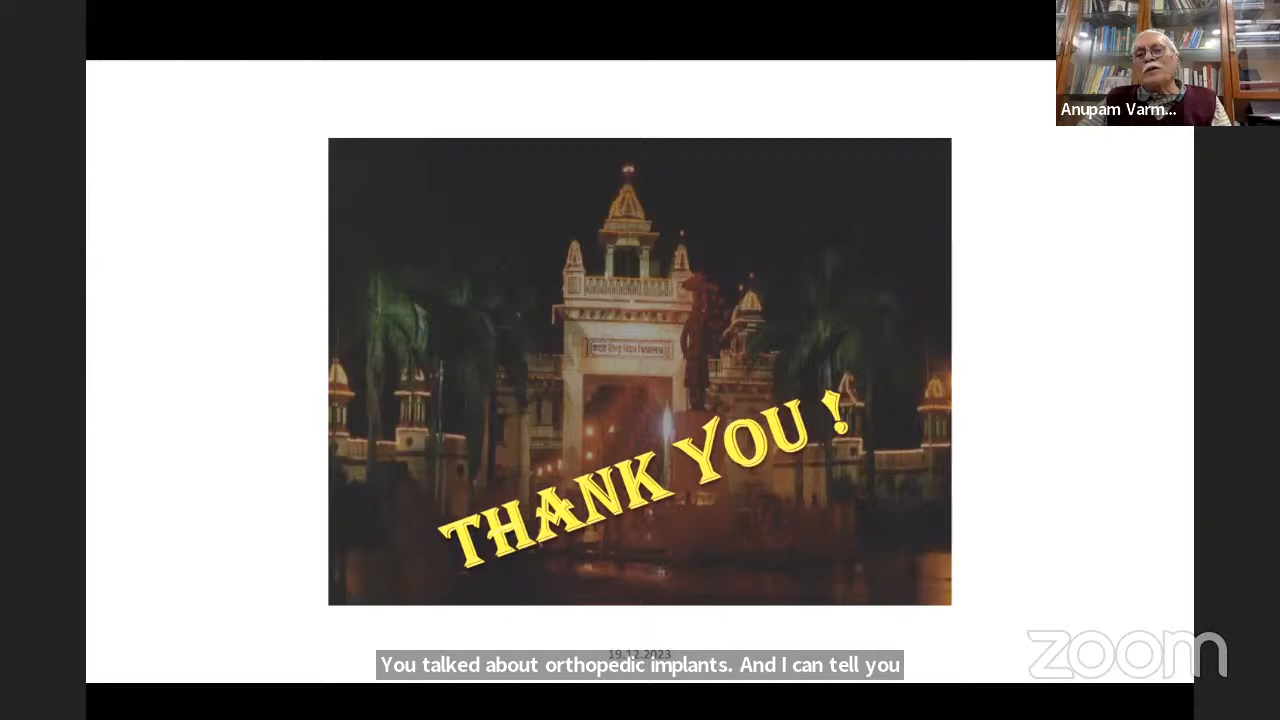 Anupam Varm...
THANK YOU !
19.12.2023
You talked about orthopedic implants. And I can tell you
zoom